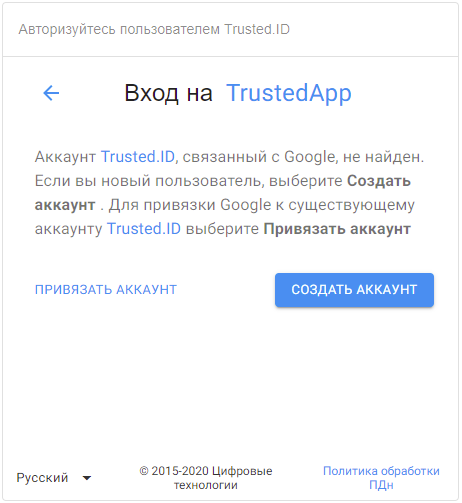 Авторизуйтесь пользователем Trusted.ID
Вход на TrustedApp
Аккаунт Trusted.ID, связанный с Google, не найден.
Если вы новый пользователь, выберите Создать
аккаунт . Для привязки Google к существующему
аккаунту Trusted.ID выберите Привязать аккаунт
ПРИВЯЗАТЬ АККАУНТ
СОЗДАТЬ АККАУНТ
Русский
© 2015-2020 Цифровые
технологии
Политика обработки
ПДн